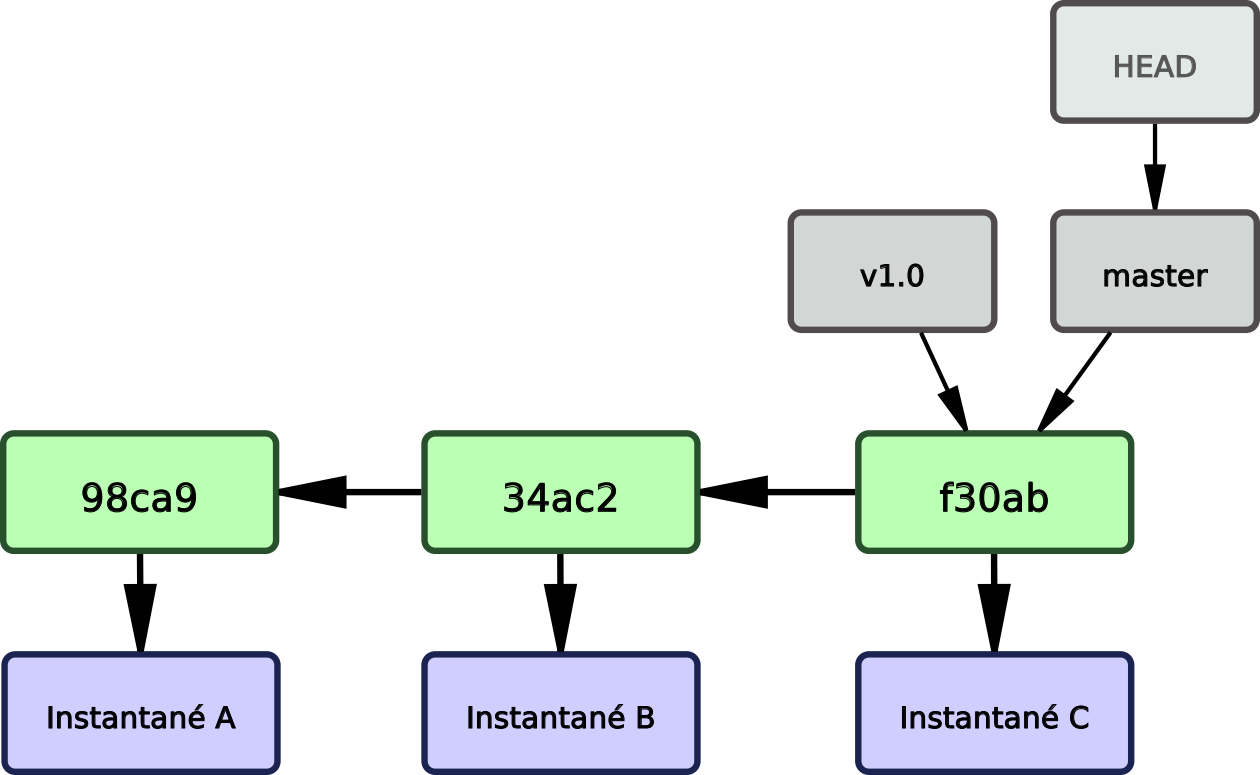 HEAD
v1.0
master
98ca9
34ac2
f30ab
Instantané A
Instantané B
Instantané C